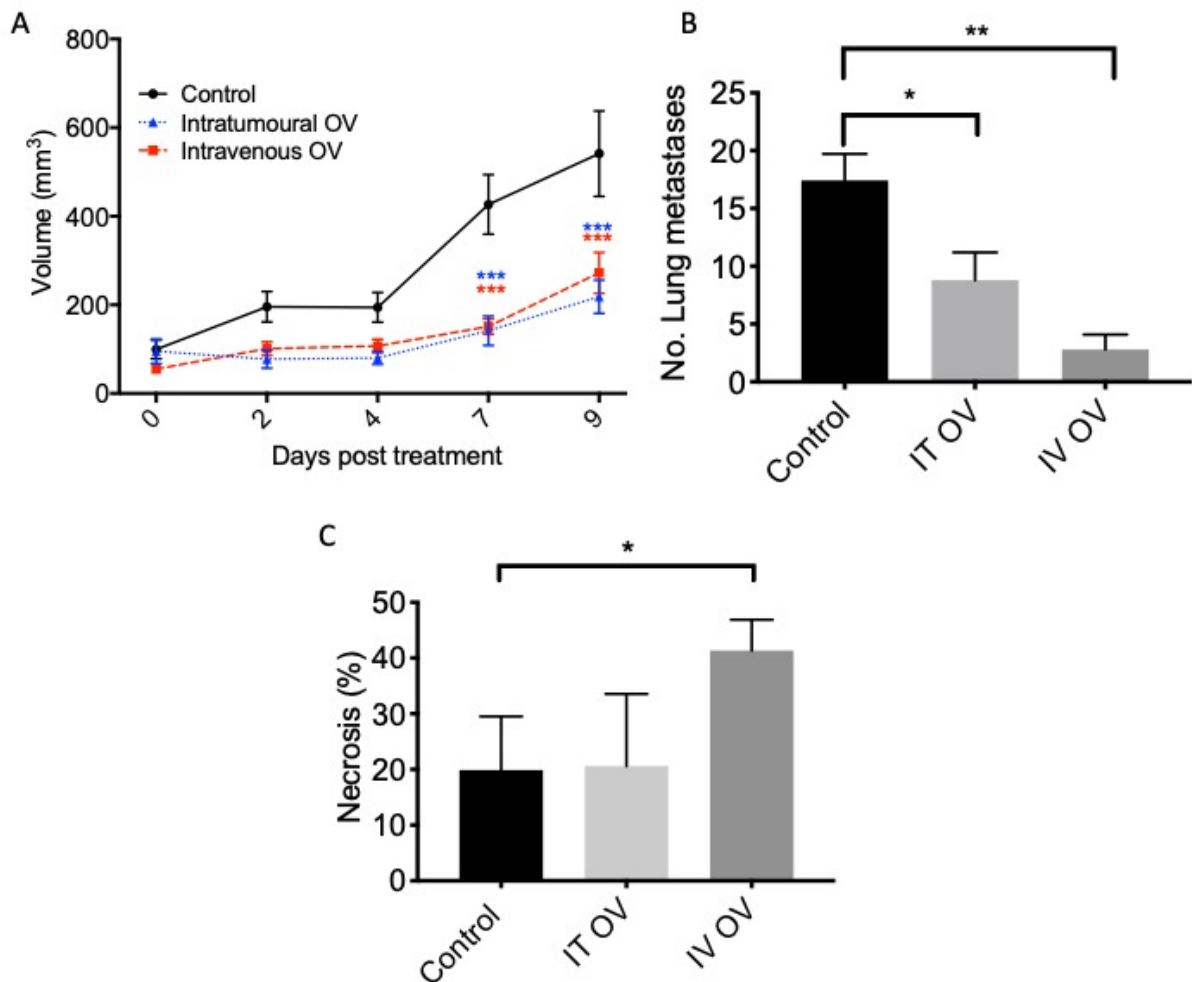 A
800
600
400
200
0
Volume (mm³)
Control
Intratumoural OV
Intravenous OV
***
***
***
***
0
2
4
7
9
Days post treatment
B
**
*
25
20
15
10
5
0
No. Lung metastases
Control
IT OV
IV OV
C
*
50
40
30
20
10
0
Necrosis (%)
Control
IT OV
IV OV